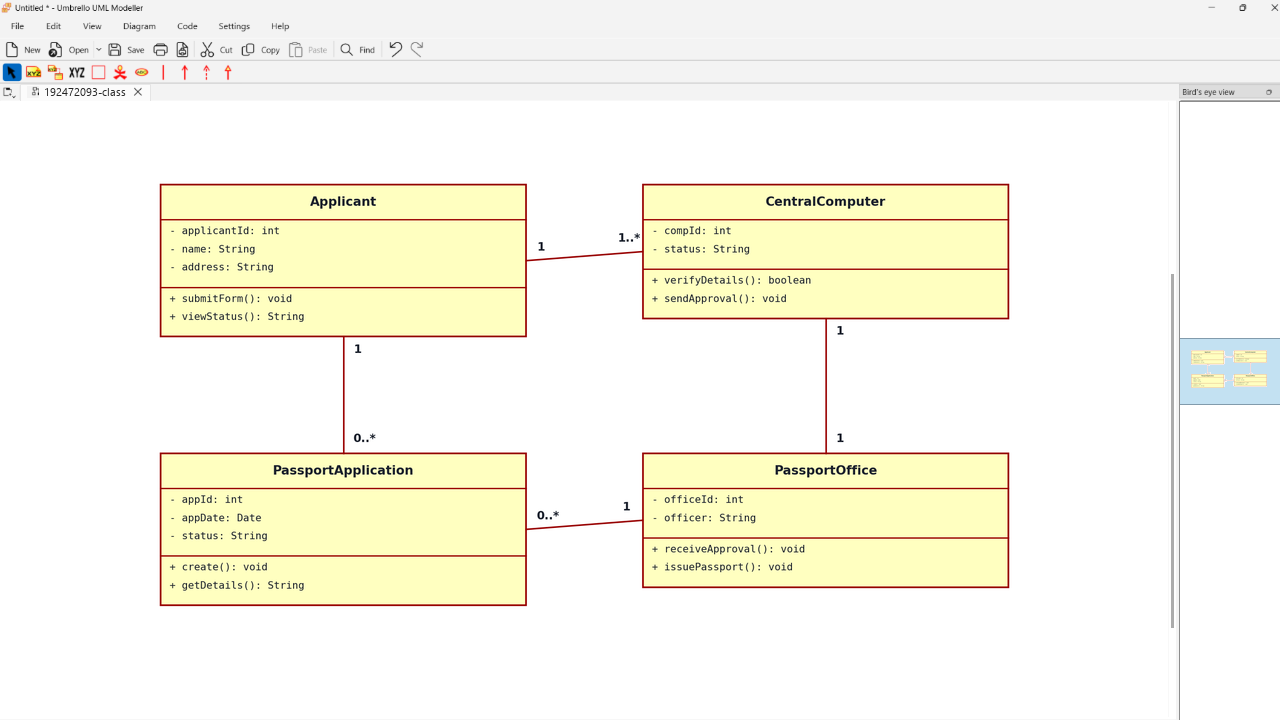 Untitled * - Umbrello UML Modeller
File Edit View Diagram Code Settings Help
New Open Save Cut Copy Paste Find
XYZ XYZ
192472093-class
Bird's eye view
Applicant
- applicantId: int
- name: String
- address: String
+ submitForm(): void
+ viewStatus(): String
1
1..*
CentralComputer
- compId: int
- status: String
+ verifyDetails(): boolean
+ sendApproval(): void
1
0..*
1
1
PassportApplication
- appId: int
- appDate: Date
- status: String
+ create(): void
+ getDetails(): String
0..*
1
PassportOffice
- officeId: int
- officer: String
+ receiveApproval(): void
+ issuePassport(): void